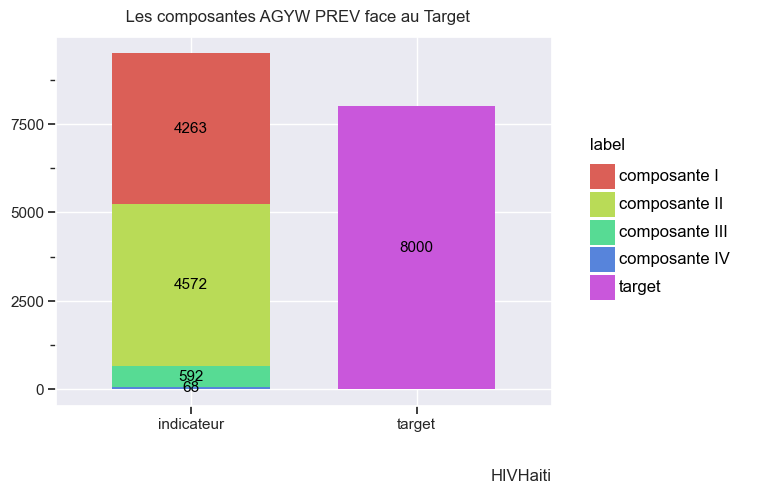 Les composantes AGYW PREV face au Target
7500
5000
2500
0
4263
4572
592
68
8000
indicateur
target
label
composante I
composante II
composante III
composante IV
target
HIVHaiti